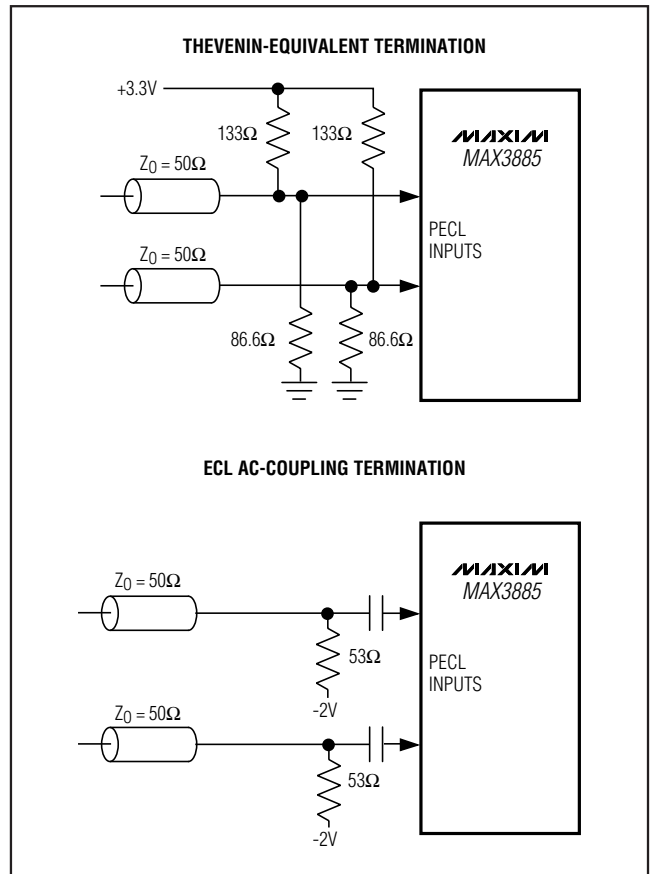 THEVENIN-EQUIVALENT TERMINATION
+3.3V
133Ω 133Ω
MAXIM
MAX3885
Z0 = 50Ω
PECL
INPUTS
Z0 = 50Ω
86.6Ω 86.6Ω
ECL AC-COUPLING TERMINATION
MAXIM
MAX3885
Z0 = 50Ω
53Ω
PECL
INPUTS
-2V
Z0 = 50Ω
53Ω
-2V